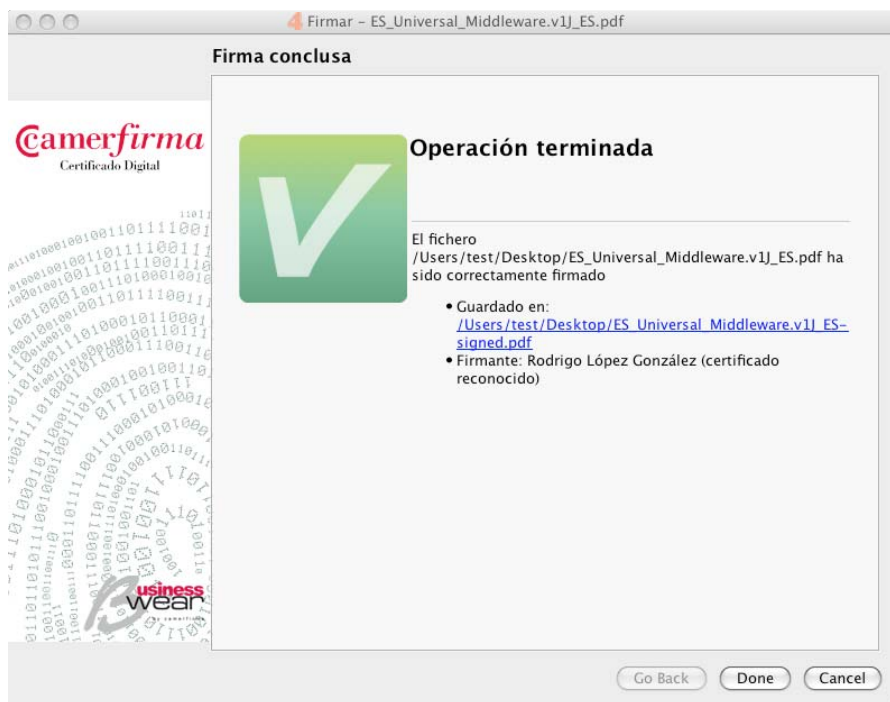 Firmar – ES_Universal_Middleware.v1J_ES.pdf
Firma conclusa
Camerfirma
Certificado Digital
Operación terminada
El fichero
/Users/test/Desktop/ES_Universal_Middleware.v1J_ES.pdf ha
sido correctamente firmado
• Guardado en:
/Users/test/Desktop/ES_Universal_Middleware.v1J_ES-
signed.pdf
• Firmante: Rodrigo López González (certificado
reconocido)
Business
Wear
by camerfirma
Go Back
Done
Cancel